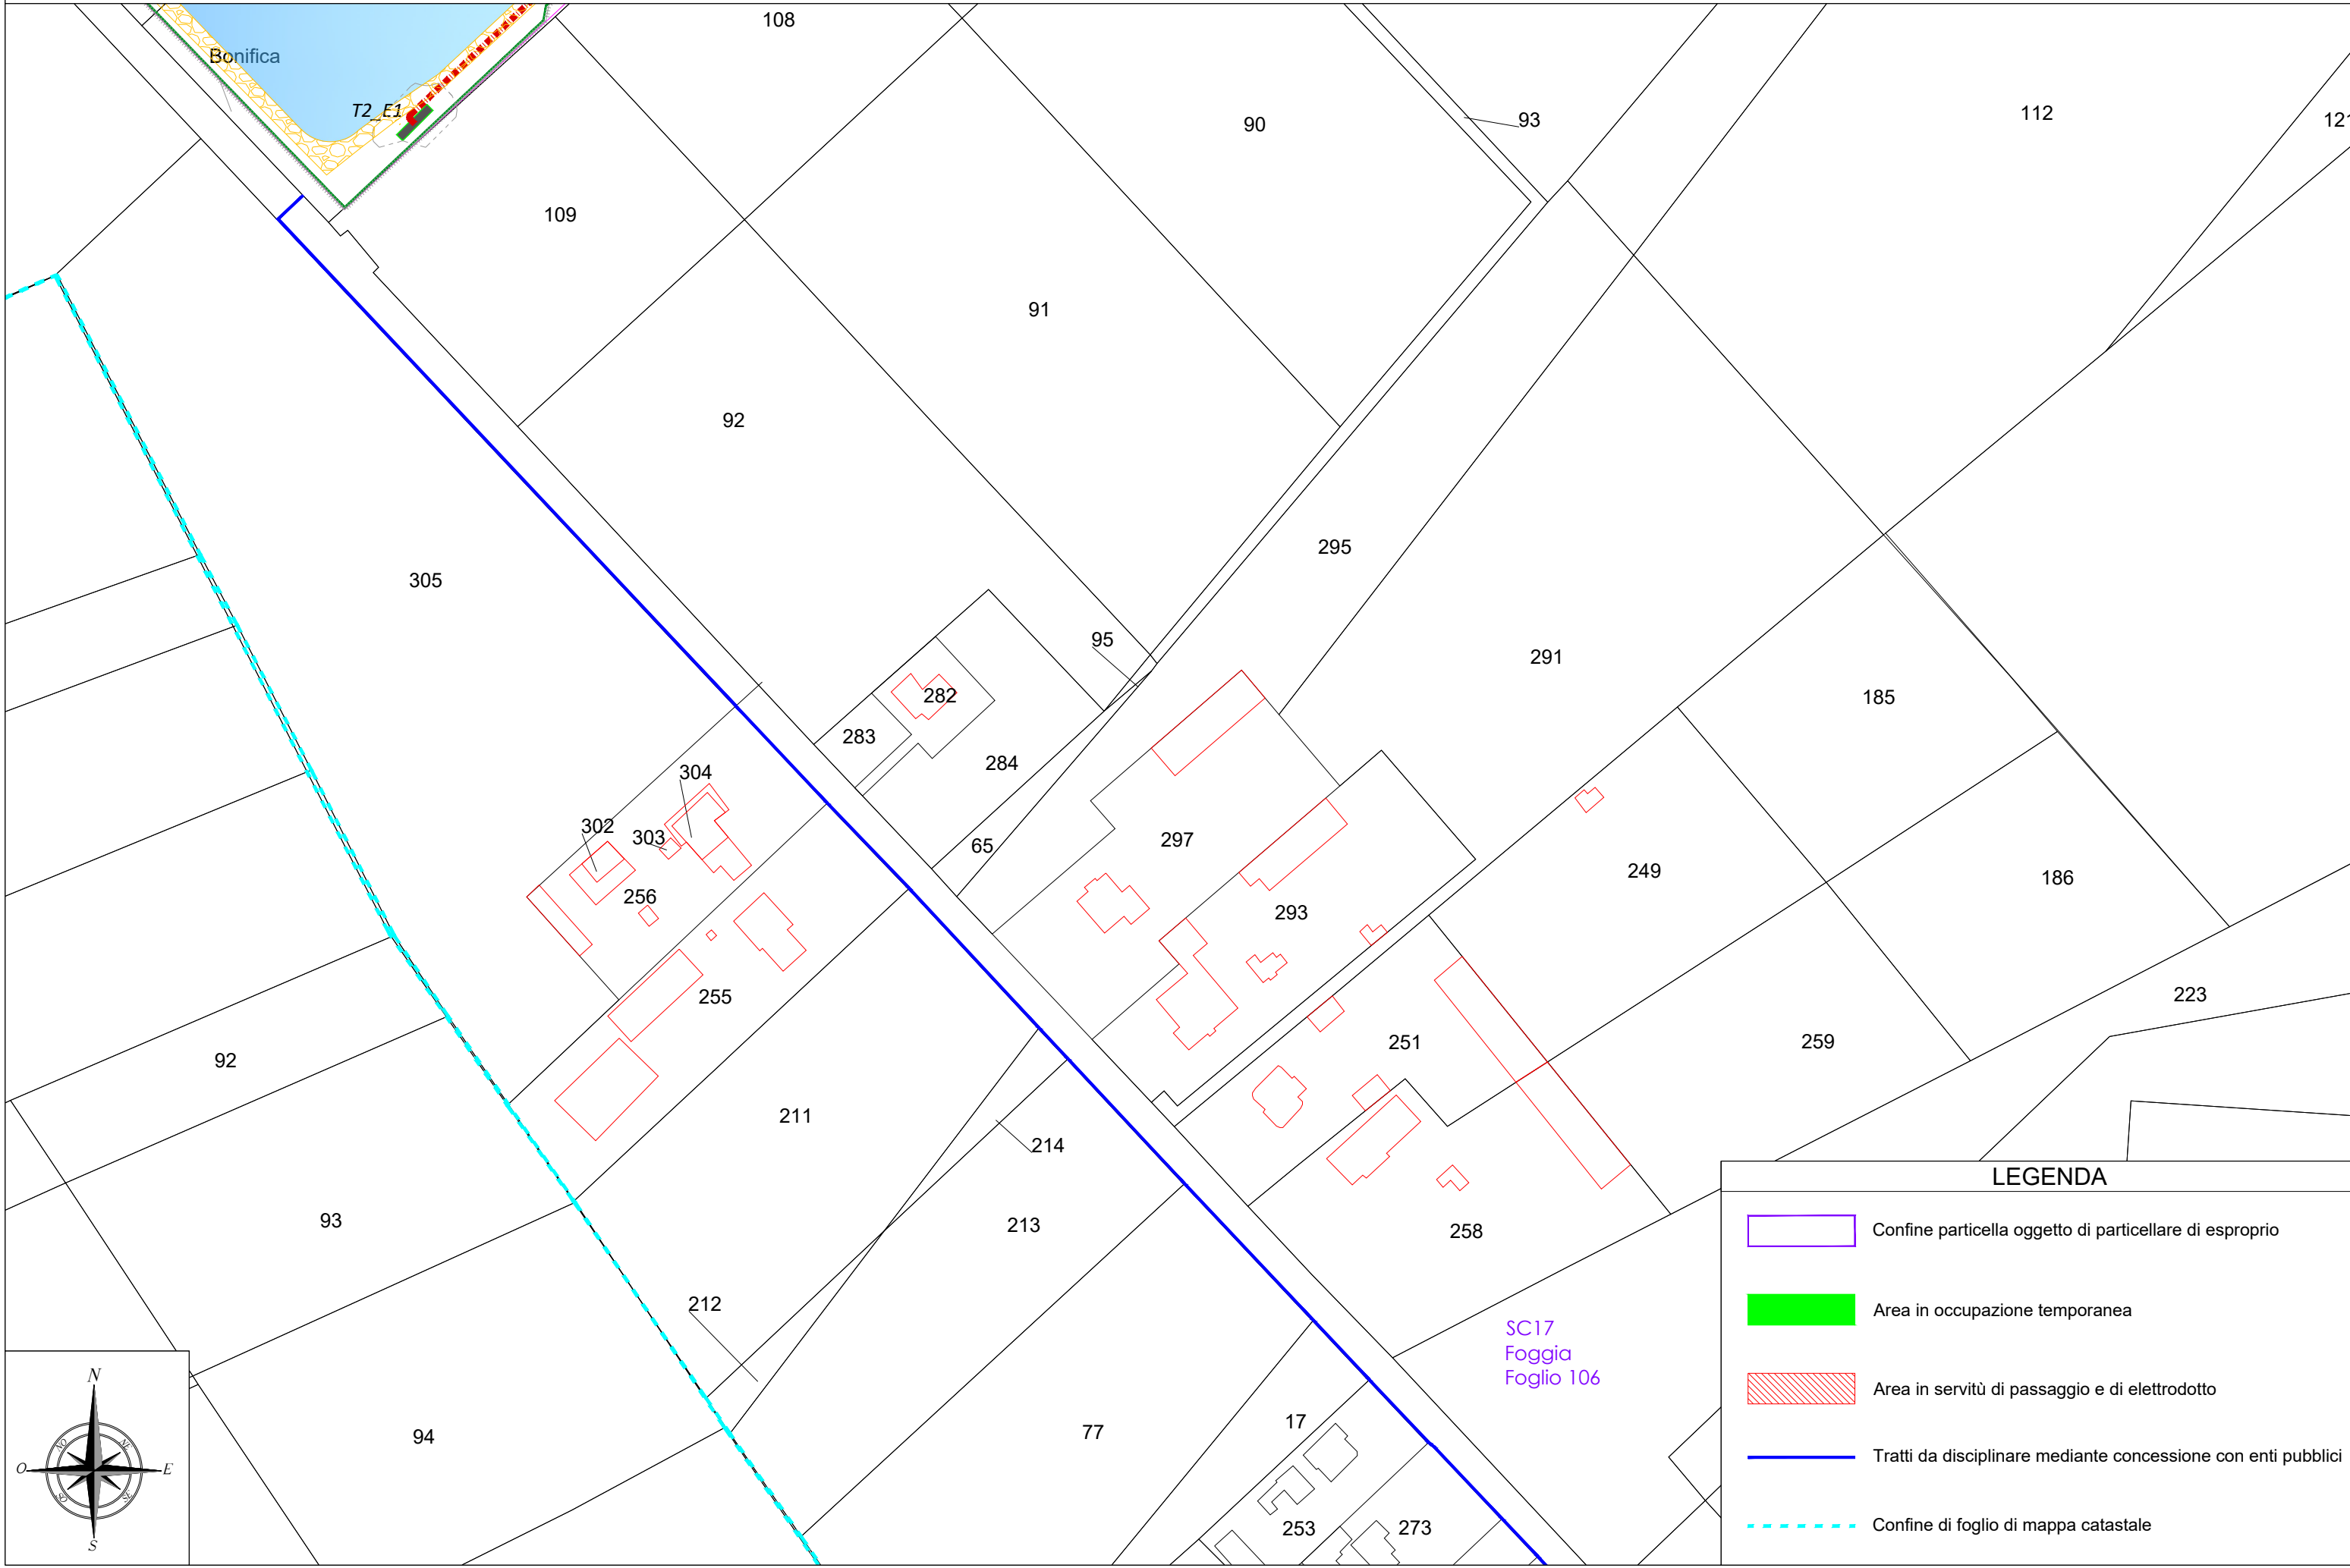 108
Bonifica
T2_E1
90
93
112
109
91
92
295
305
95
291
282
185
283
284
304
302
303
297
65
256
249
186
293
255
223
251
259
92
211
214
93
213
258
212
SC17
Foggia
Foglio 106
17
77
94
253
273
N
NO
NE
O
E
SO
SE
S
LEGENDA
Confine particella oggetto di particellare di esproprio
Area in occupazione temporanea
Area in servitù di passaggio e di elettrodotto
Tratti da disciplinare mediante concessione con enti pubblici
Confine di foglio di mappa catastale